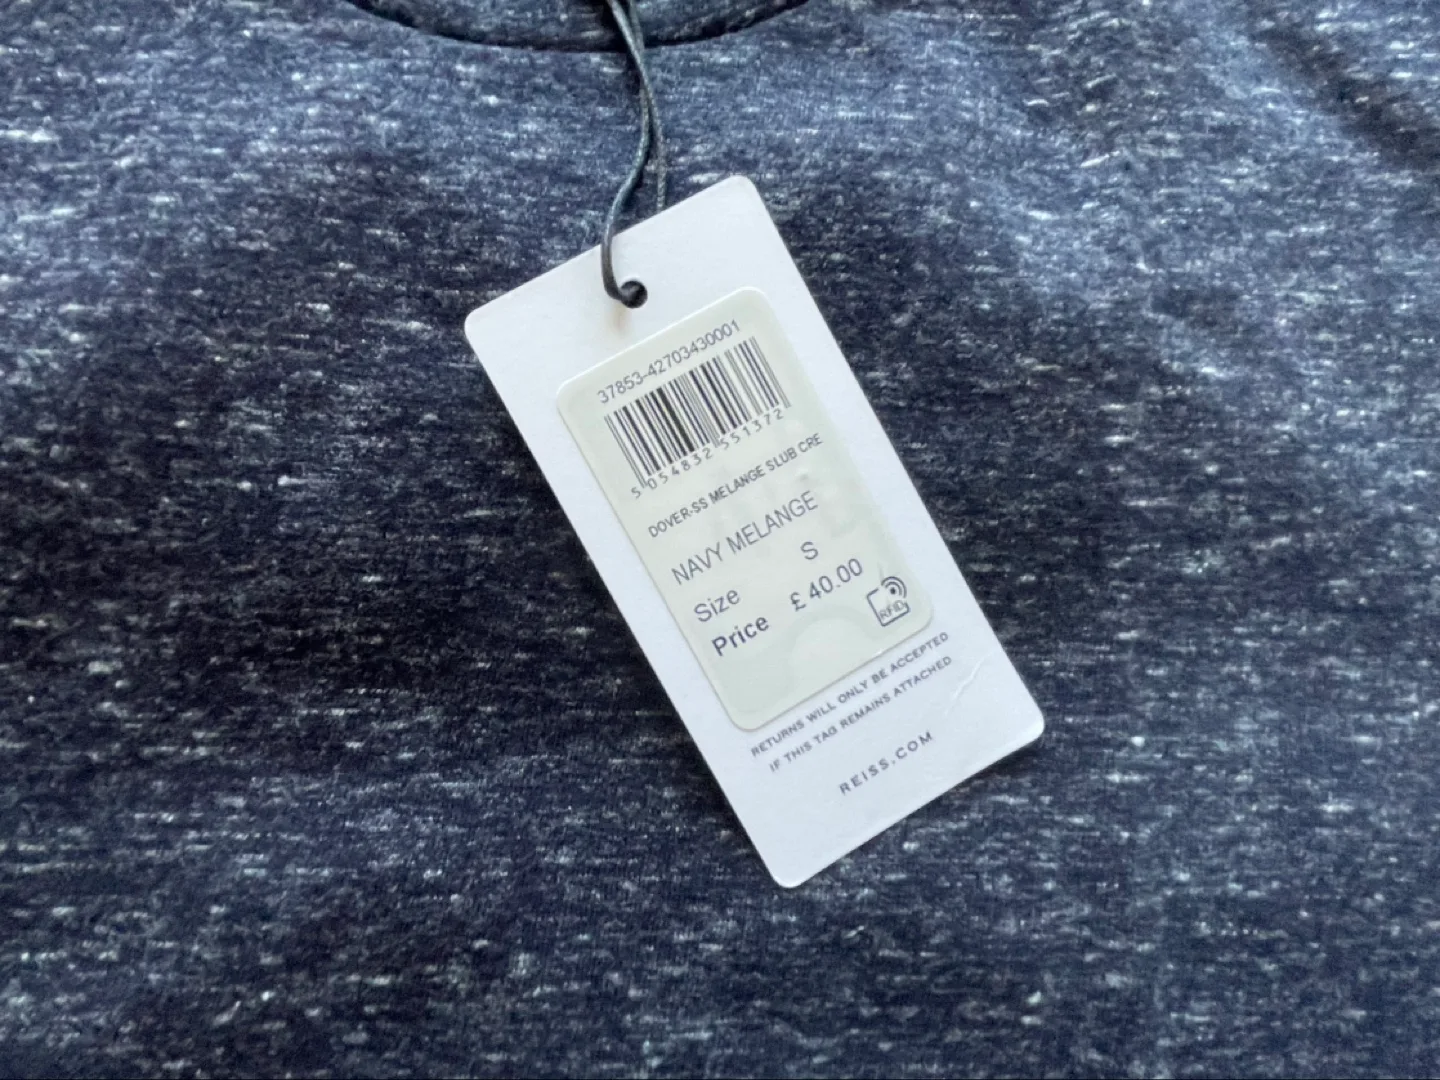 37853-42703430001
5 054832 551372
DOVER-SS MELANGE SLUB CRE
NAVY MELANGE
Size S
Price £40.00
RFID
RETURNS WILL ONLY BE ACCEPTED
IF THIS TAG REMAINS ATTACHED
REISS.COM